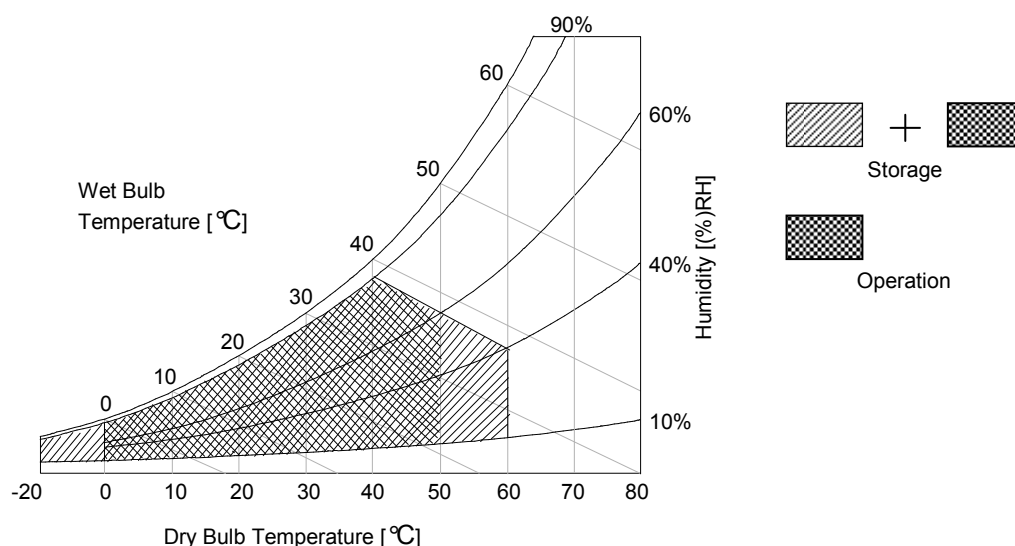 90%
60
60%
50
Wet Bulb
Temperature [ ℃]
Storage
40
40%
Humidity [(%)RH]
Operation
30
20
10
0
10%
-20 0 10 20 30 40 50 60 70 80
Dry Bulb Temperature [ ℃]